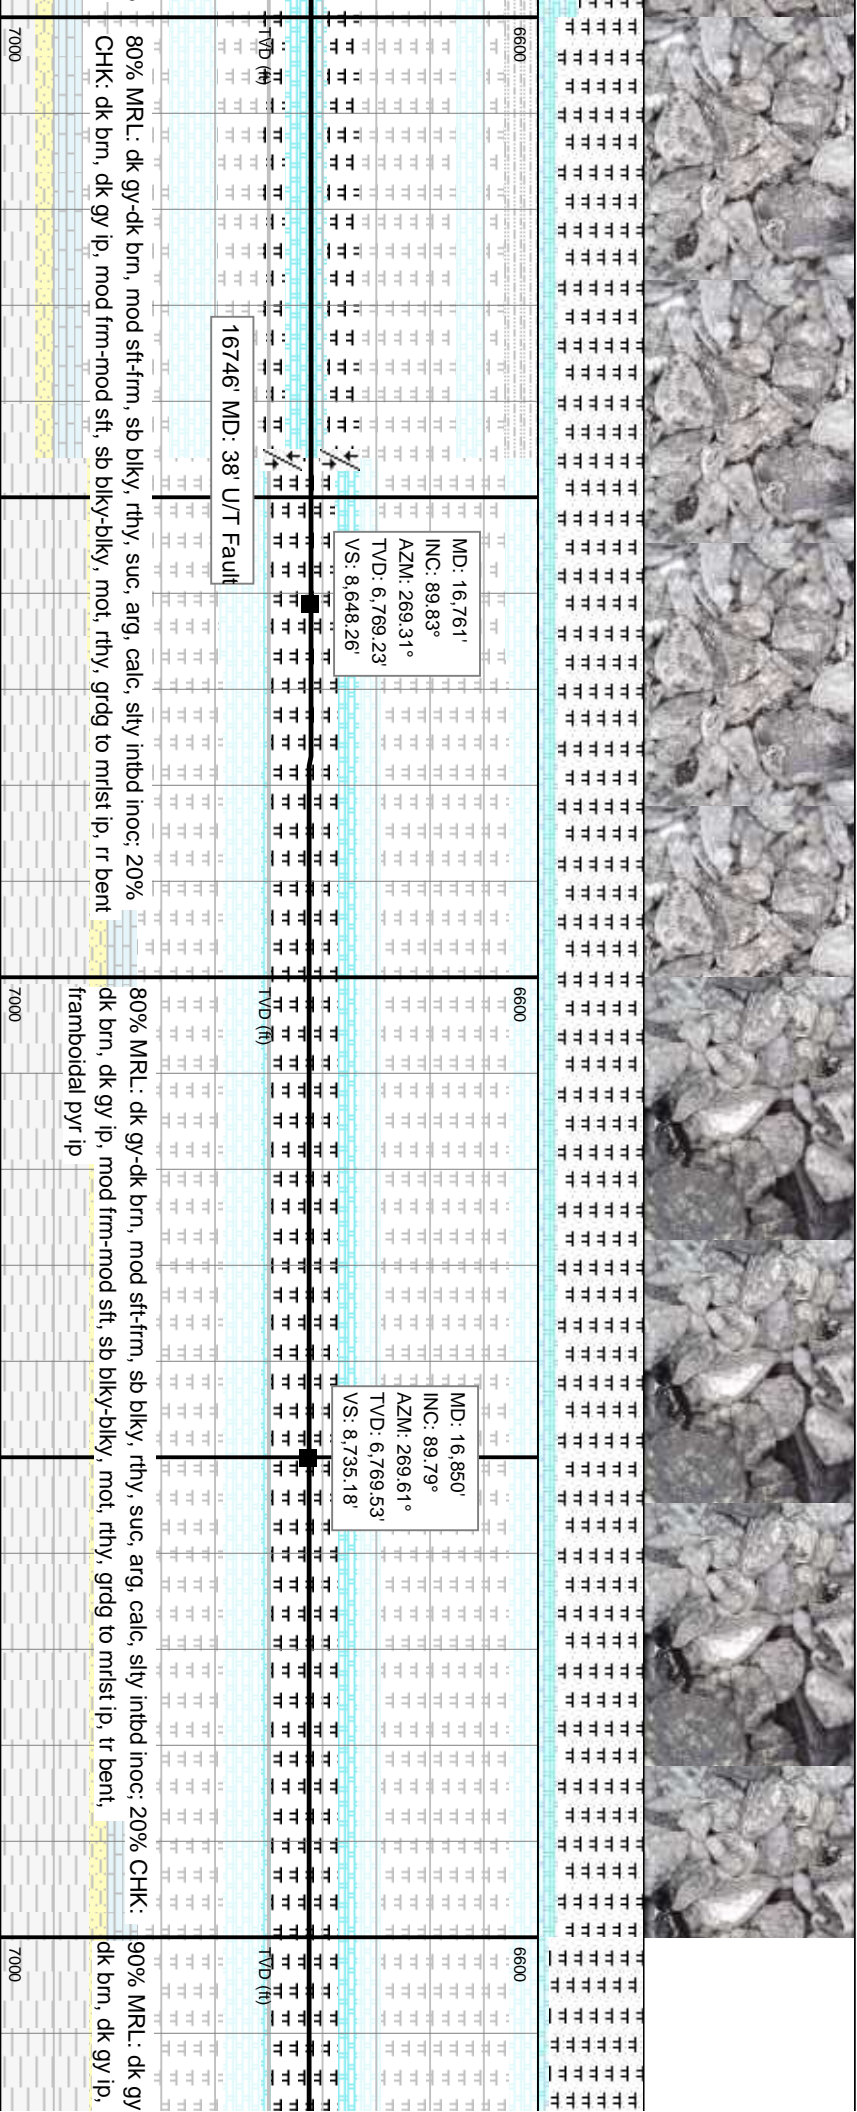 6600
TVD (ft)
7000
80% MRL: dk gy-dk brn, mod sft-frm, sb blky, rthy, suc, arg, calc, slty intbd inoc; 20%
CHK: dk brn, dk gy ip, mod frm-mod sft, sb blky-blky, mot, rthy, grdg to mrlst ip, rr bent
16746' MD: 38' U/T Fault
MD: 16,761'
INC: 89.83°
AZM: 269.31°
TVD: 6,769.23'
VS: 8,648.26'
6600
TVD (ft)
7000
80% MRL: dk gy-dk brn, mod sft-frm, sb blky, rthy, suc, arg, calc, slty intbd inoc; 20% CHK:
dk brn, dk gy ip, mod frm-mod sft, sb blky-blky, mot, rthy, grdg to mrlst ip, tr bent,
framboidal pyr ip
MD: 16,850'
INC: 89.79°
AZM: 269.61°
TVD: 6,769.53'
VS: 8,735.18'
6600
TVD (ft)
7000
90% MRL: dk gy
dk brn, dk gy ip,